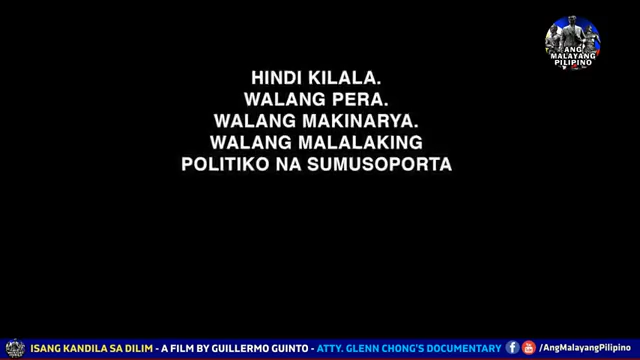 ANG
MALAYANG
PILIPINO
HINDI KILALA.
WALANG PERA.
WALANG MAKINARYA.
WALANG MALALAKING
POLITIKO NA SUMUSOPORTA
ISANG KANDILA SA DILIM - A FILM BY GUILLERMO GUINTO - ATTY. GLENN CHONG'S DOCUMENTARY /AngMalayangPilipino